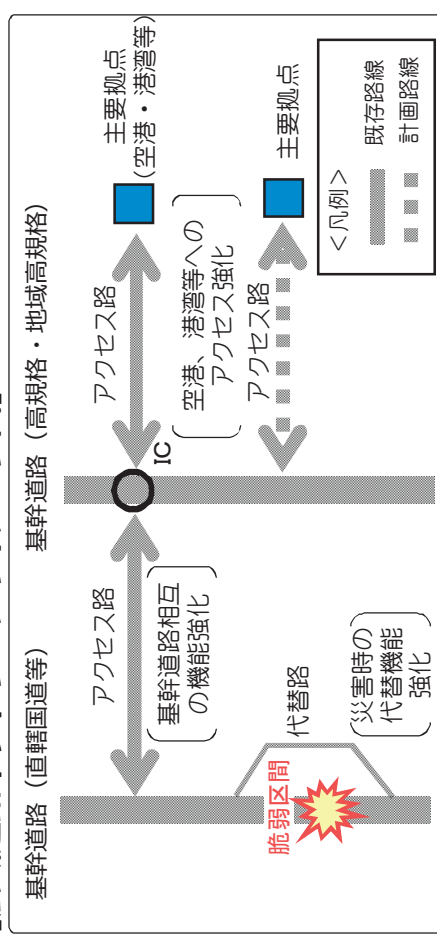 基幹道路（直轄国道等）
基幹道路（高規格・地域高規格）
アクセス路
アクセス路
主要拠点
（空港・港湾等）
IC
基幹道路相互
の機能強化
空港、港湾等への
アクセス強化
アクセス路
主要拠点
脆弱区間
代替路
災害時の
代替機能
強化
＜凡例＞
既存路線
計画路線